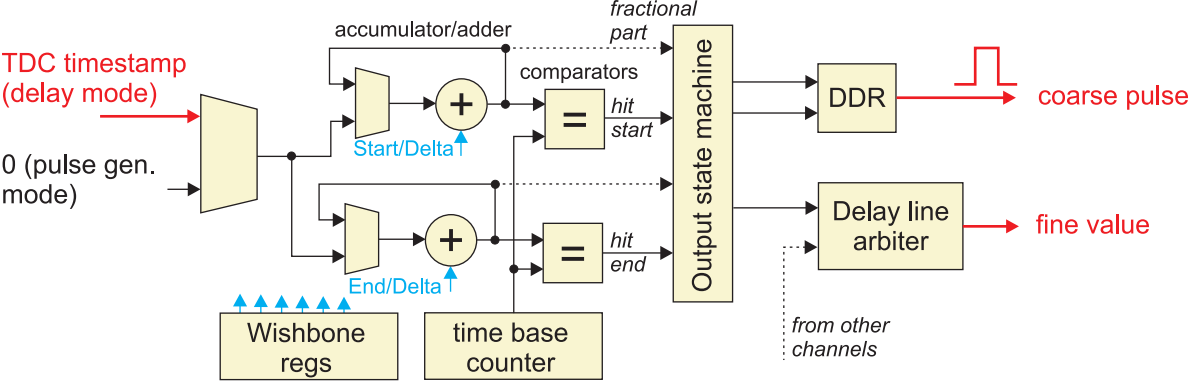 fractional
part
accumulator/adder
TDC timestamp
(delay mode)
comparators
+
=
hit
start
Start/Delta
Output state machine
DDR
coarse pulse
0 (pulse gen.
mode)
+
=
hit
end
End/Delta
Delay line
arbiter
fine value
Wishbone
regs
time base
counter
from other
channels